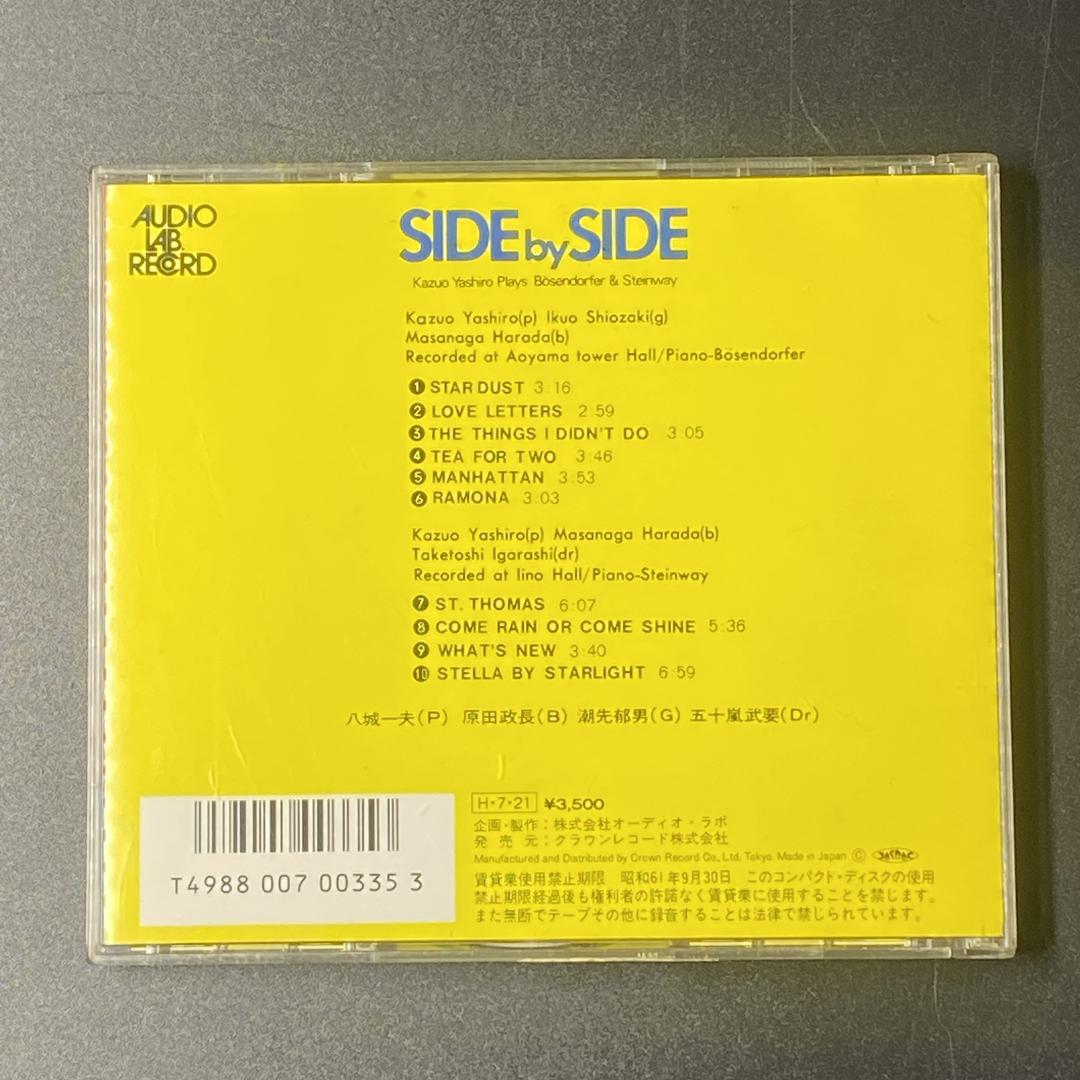 AUDIO
LAB.
RECORD
SIDE by SIDE
Kazuo Yashiro Plays Bösendorfer & Steinway
Kazuo Yashiro(p) Ikuo Shiozaki(g)
Masanaga Harada(b)
Recorded at Aoyama tower Hall/Piano-Bösendorfer
❶ STAR DUST 3:16
❷ LOVE LETTERS 2:59
❸ THE THINGS I DIDN'T DO 3:05
❹ TEA FOR TWO 3:46
❺ MANHATTAN 3:53
❻ RAMONA 3:03
Kazuo Yashiro(p) Masanaga Harada(b)
Taketoshi Igarashi(dr)
Recorded at Iino Hall/Piano-Steinway
❼ ST. THOMAS 6:07
❽ COME RAIN OR COME SHINE 5:36
❾ WHAT'S NEW 3:40
❿ STELLA BY STARLIGHT 6:59
八城一夫(P) 原田政長(B) 潮先郁男(G) 五十嵐武要(Dr)
T4988 007 00335 3
H・7・21 ¥3,500
企画・製作:株式会社オーディオ・ラボ
発売元:クラウンレコード株式会社
Manufactured and Distributed by Crown Record Co., Ltd. Tokyo. Made in Japan Ⓒ JASRAC
賃貸業使用禁止期限 昭和61年9月30日 このコンパクト・ディスクの使用
禁止期限経過後も権利者の許諾なく賃貸業に使用することを禁じます。
また無断でテープその他に録音することは法律で禁じられています。